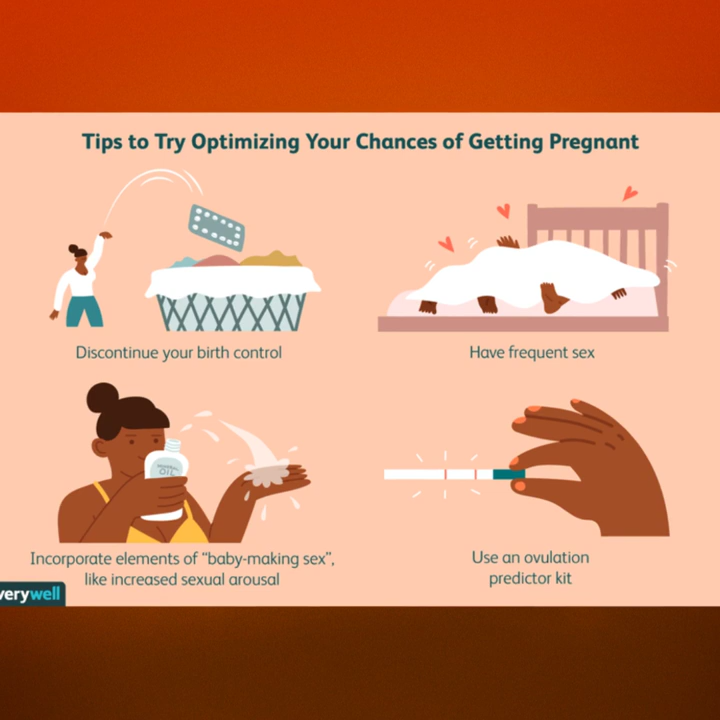 Tips to Try Optimizing Your Chances of Getting Pregnant
Discontinue your birth control
Have frequent sex
OIL
Incorporate elements of “baby-making sex”,
like increased sexual arousal
Use an ovulation
predictor kit
verywell